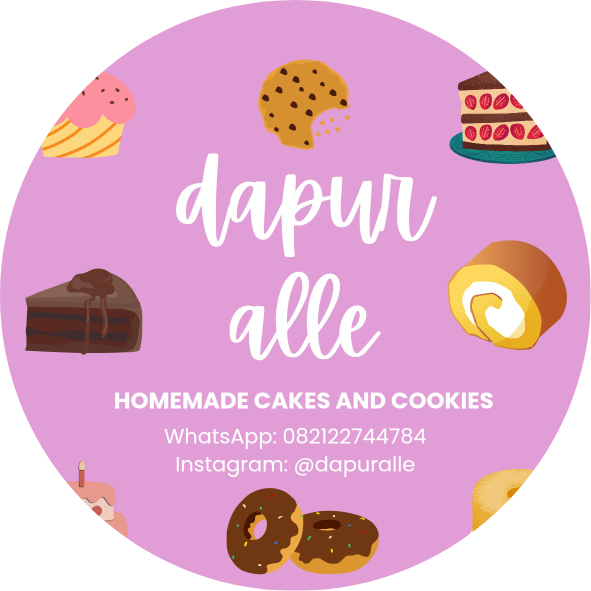 dapur
alle
HOMEMADE CAKES AND COOKIES
WhatsApp: 082122744784
Instagram: @dapuralle